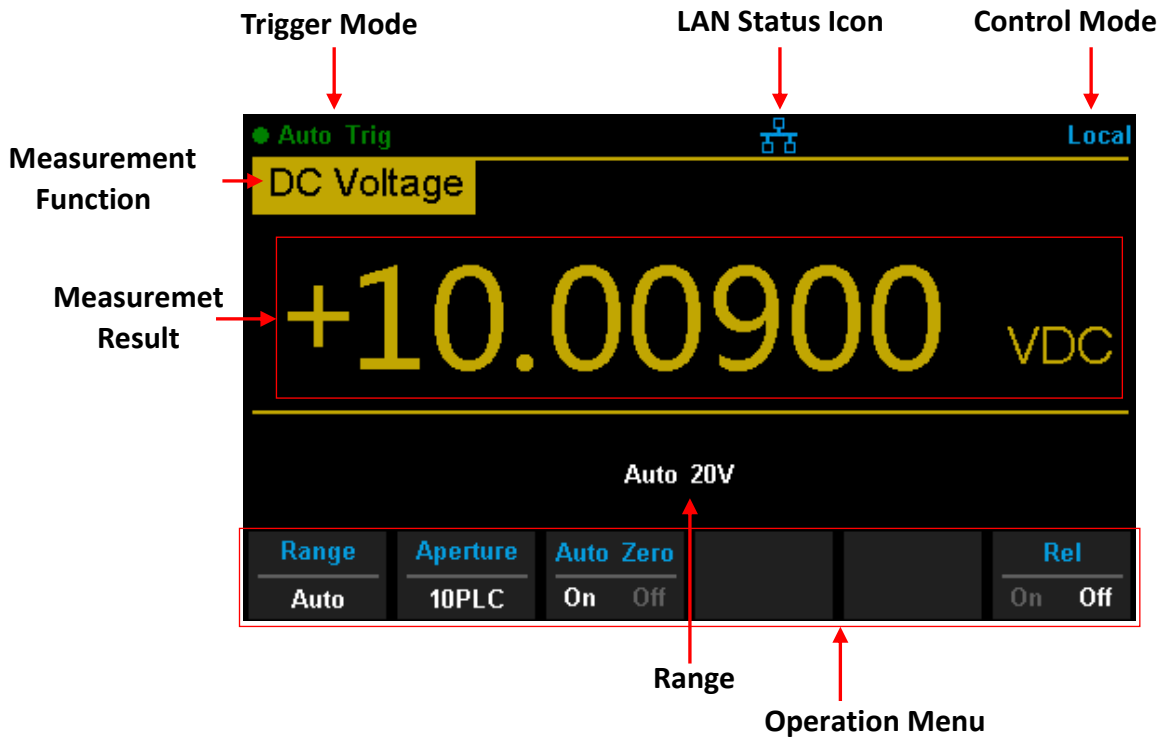 Trigger Mode
LAN Status Icon
Control Mode
Auto Trig
Local
Measurement
Function
DC Voltage
Measuremet
Result
+10.00900 VDC
Auto 20V
Range
Aperture
Auto Zero
Rel
Auto
10PLC
On Off
On Off
Range
Operation Menu